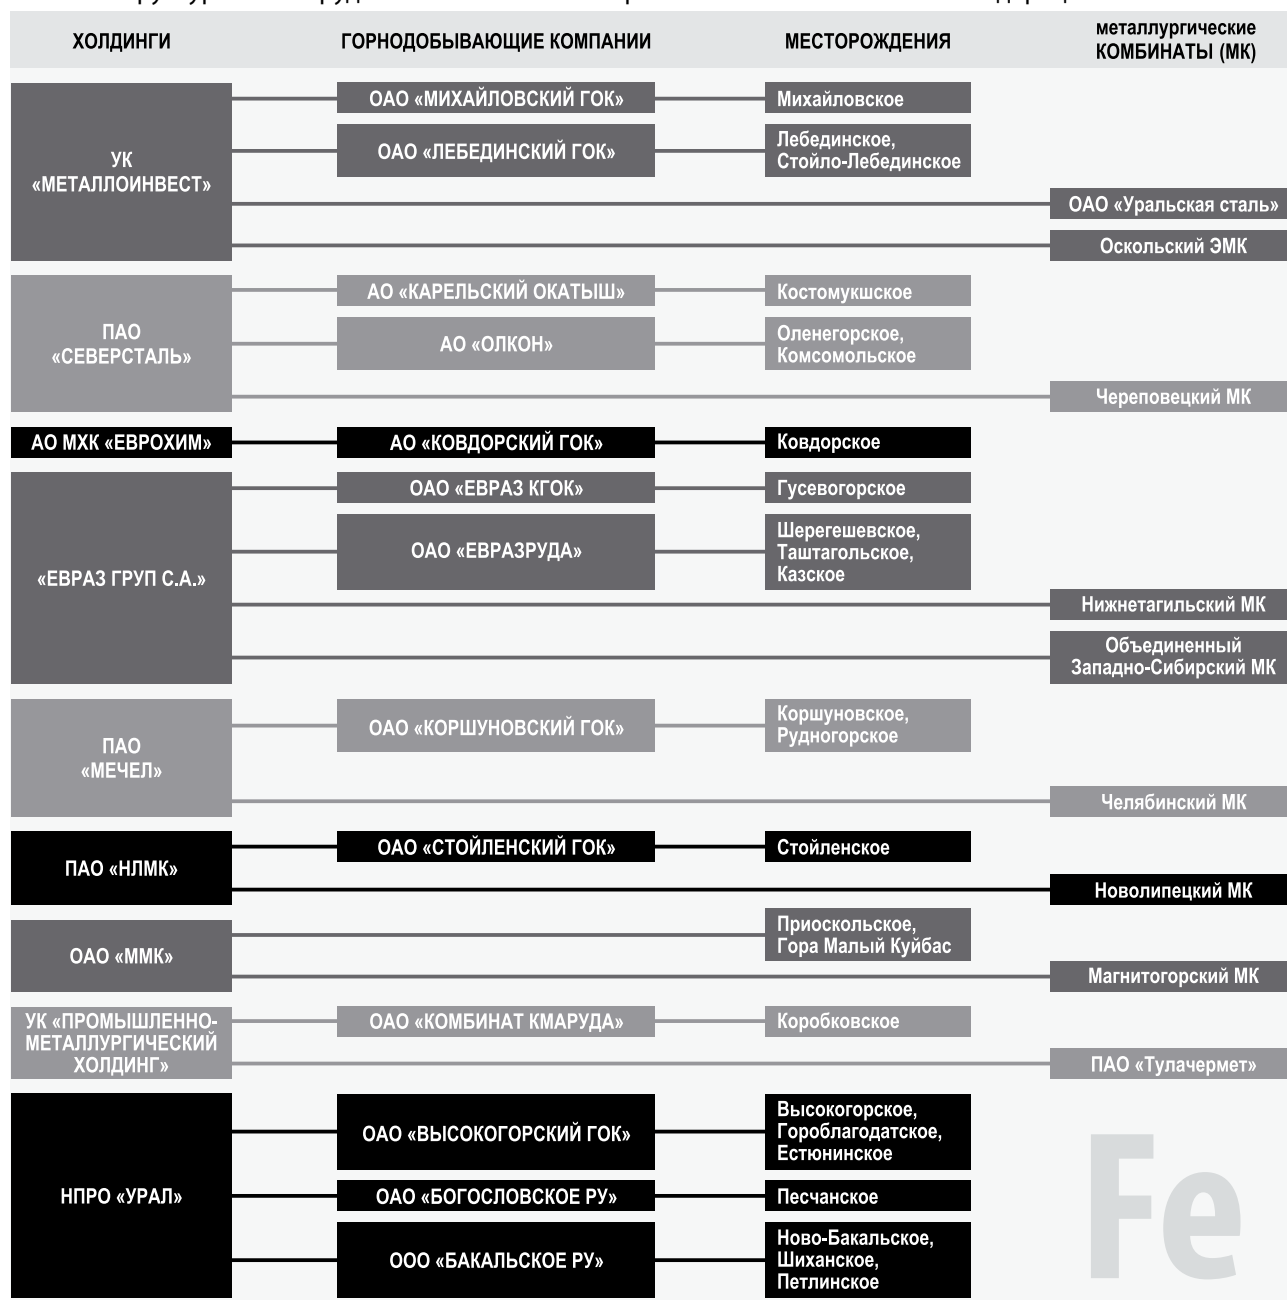 ХОЛДИНГИ
ГОРНОДОБЫВАЮЩИЕ КОМПАНИИ
МЕСТОРОЖДЕНИЯ
металлургические
КОМБИНАТЫ (МК)
УК
«МЕТАЛЛОИНВЕСТ»
ОАО «МИХАЙЛОВСКИЙ ГОК»
Михайловское
ОАО «ЛЕБЕДИНСКИЙ ГОК»
Лебединское,
Стойло-Лебединское
ОАО «Уральская сталь»
Оскольский ЭМК
ПАО
«СЕВЕРСТАЛЬ»
АО «КАРЕЛЬСКИЙ ОКАТЫШ»
Костомукшское
АО «ОЛКОН»
Оленегорское,
Комсомольское
Череповецкий МК
АО МХК «ЕВРОХИМ»
АО «КОВДОРСКИЙ ГОК»
Ковдорское
«ЕВРАЗ ГРУП С.А.»
ОАО «ЕВРАЗ КГОК»
Гусевогорское
ОАО «ЕВРАЗРУДА»
Шерегешевское,
Таштагольское,
Казское
Нижнетагильский МК
Объединенный
Западно-Сибирский МК
ПАО
«МЕЧЕЛ»
ОАО «КОРШУНОВСКИЙ ГОК»
Коршуновское,
Рудногорское
Челябинский МК
ПАО «НЛМК»
ОАО «СТОЙЛЕНСКИЙ ГОК»
Стойленское
Новолипецкий МК
ОАО «ММК»
Приоскольское,
Гора Малый Куйбас
Магнитогорский МК
УК «ПРОМЫШЛЕННО-
МЕТАЛЛУРГИЧЕСКИЙ
ХОЛДИНГ»
ОАО «КОМБИНАТ КМАРУДА»
Коробковское
ПАО «Тулачермет»
НПРО «УРАЛ»
ОАО «ВЫСОКОГОРСКИЙ ГОК»
Высокогорское,
Гороблагодатское,
Естюнинское
ОАО «БОГОСЛОВСКОЕ РУ»
Песчанское
ООО «БАКАЛЬСКОЕ РУ»
Ново-Бакальское,
Шиханское,
Петлинское
Fe